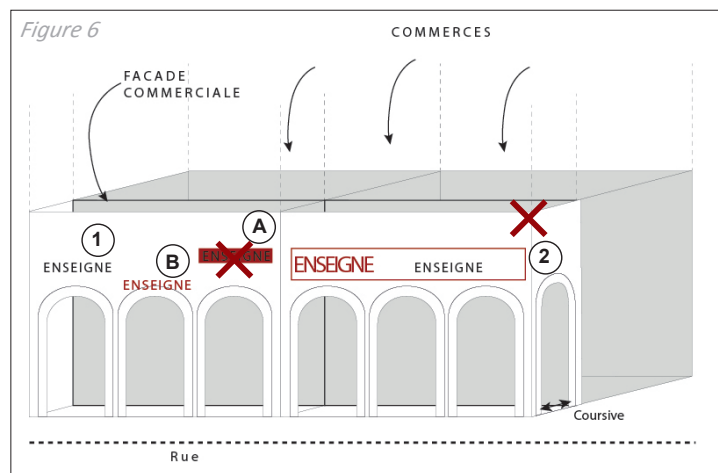 Figure 6
COMMERCES
FACADE
COMMERCIALE
A
1
B
2
ENSEIGNE
ENSEIGNE
ENSEIGNE
ENSEIGNE
ENSEIGNE
Coursive
Rue